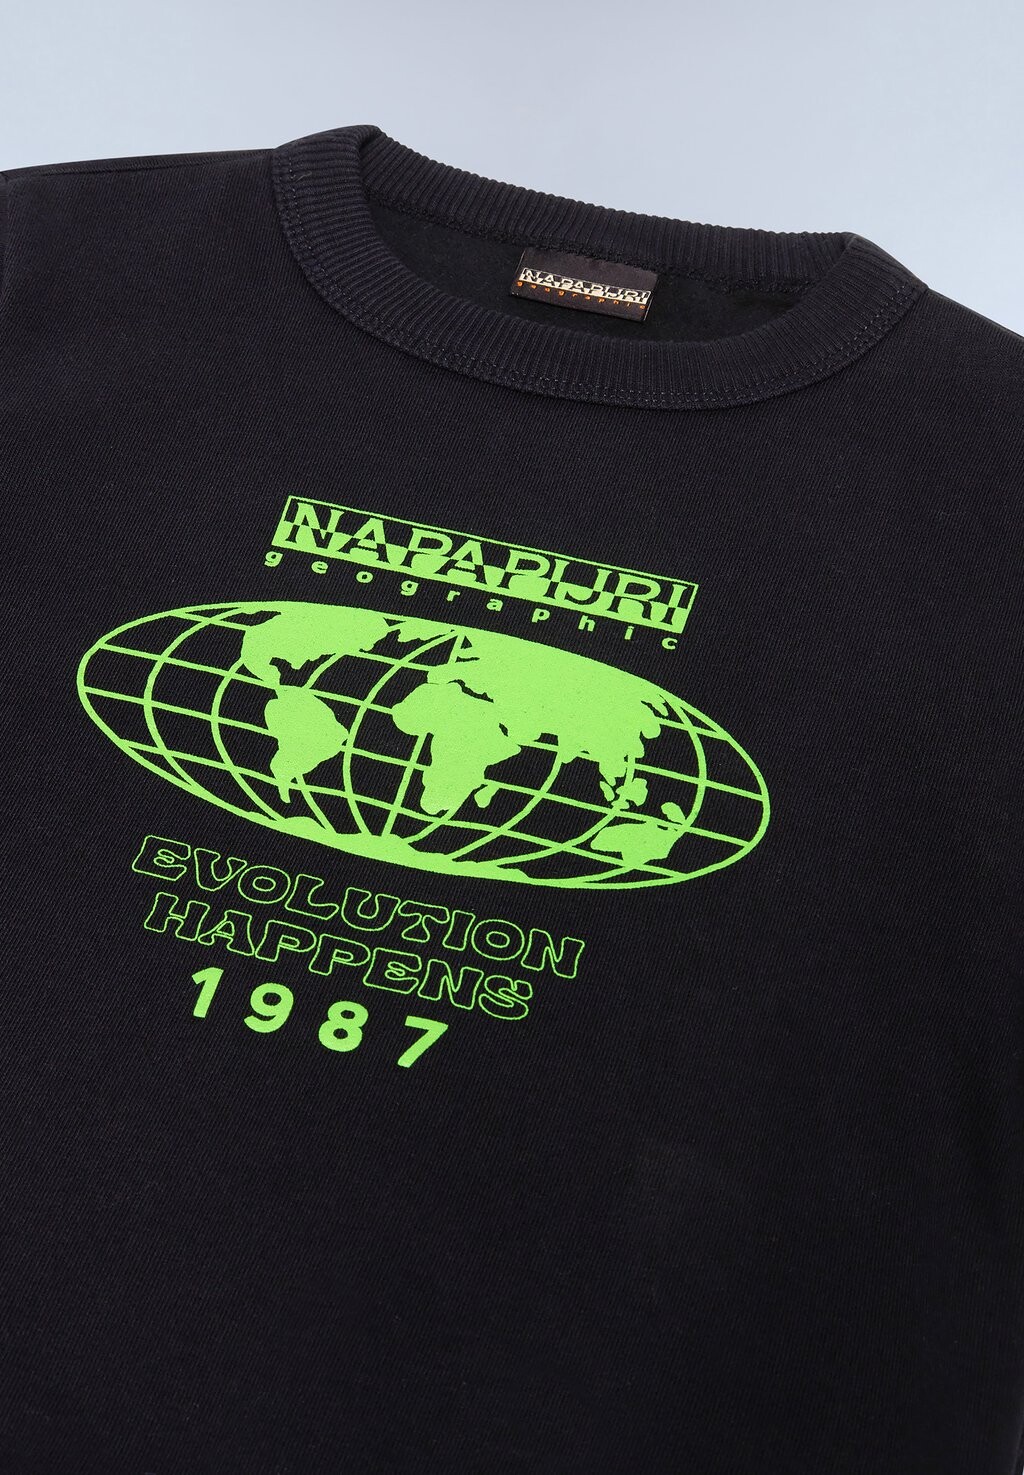 NAPAPIJRI
geographic
NAPAPIJRI
geographic
EVOLUTION
HAPPENS
1987